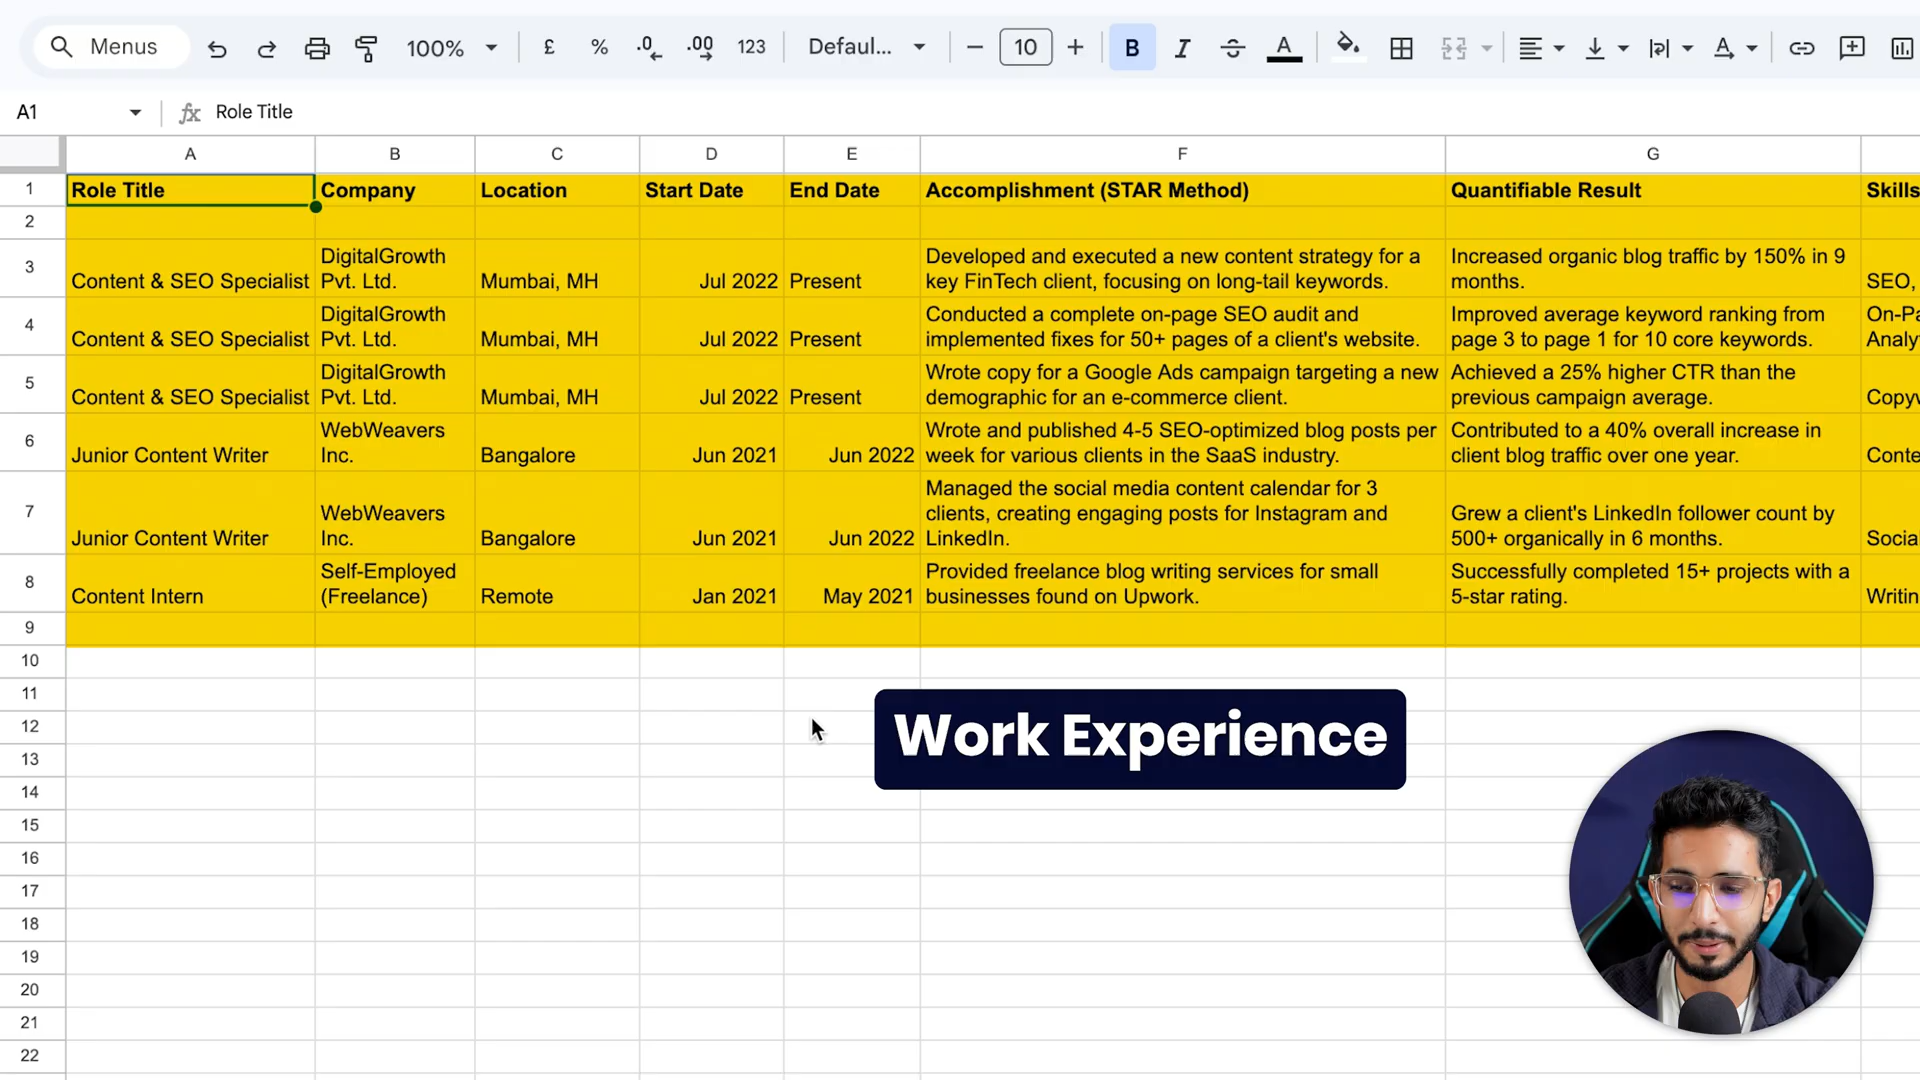 Menus 100% £ % .0 .00 123 Defaul... 10 B I A A
A1 fx Role Title
A B C D E F G
1 Role Title Company Location Start Date End Date Accomplishment (STAR Method) Quantifiable Result Skills
2
3 Content & SEO Specialist
DigitalGrowth
Pvt. Ltd.
Mumbai, MH
Jul 2022
Present
Developed and executed a new content strategy for a
key FinTech client, focusing on long-tail keywords.
Increased organic blog traffic by 150% in 9
months.
SEO,
4 Content & SEO Specialist
DigitalGrowth
Pvt. Ltd.
Mumbai, MH
Jul 2022
Present
Conducted a complete on-page SEO audit and
implemented fixes for 50+ pages of a client's website.
Improved average keyword ranking from
page 3 to page 1 for 10 core keywords.
On-Pa
Analy
5 Content & SEO Specialist
DigitalGrowth
Pvt. Ltd.
Mumbai, MH
Jul 2022
Present
Wrote copy for a Google Ads campaign targeting a new
demographic for an e-commerce client.
Achieved a 25% higher CTR than the
previous campaign average.
Copyw
6 Junior Content Writer
WebWeavers
Inc.
Bangalore
Jun 2021
Jun 2022
Wrote and published 4-5 SEO-optimized blog posts per
week for various clients in the SaaS industry.
Contributed to a 40% overall increase in
client blog traffic over one year.
Conte
7 Junior Content Writer
WebWeavers
Inc.
Bangalore
Jun 2021
Jun 2022
Managed the social media content calendar for 3
clients, creating engaging posts for Instagram and
LinkedIn.
Grew a client's LinkedIn follower count by
500+ organically in 6 months.
Socia
8 Content Intern
Self-Employed
(Freelance)
Remote
Jan 2021
May 2021
Provided freelance blog writing services for small
businesses found on Upwork.
Successfully completed 15+ projects with a
5-star rating.
Writin
9
10
11
12
13
14
15
16
17
18
19
20
21
22
Work Experience